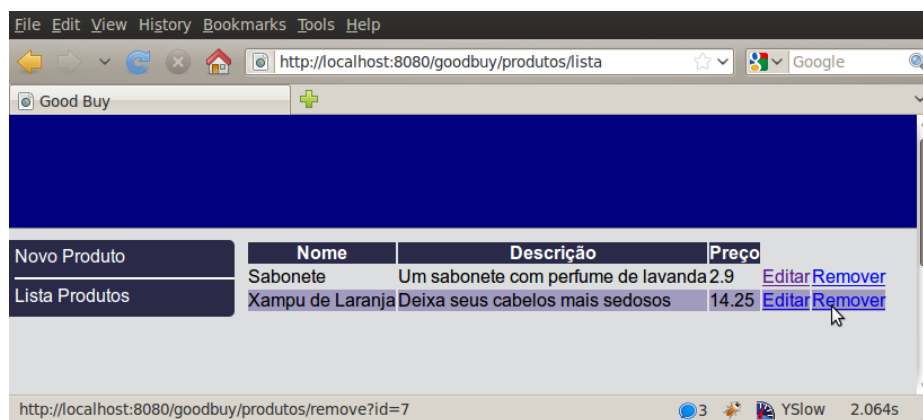 File Edit View History Bookmarks Tools Help
http://localhost:8080/goodbuy/produtos/lista Google
Good Buy
Novo Produto
Lista Produtos
Nome Descrição Preço
Sabonete Um sabonete com perfume de lavanda 2.9 Editar Remover
Xampu de Laranja Deixa seus cabelos mais sedosos 14.25 Editar Remover
http://localhost:8080/goodbuy/produtos/remove?id=7 3 YSlow 2.064s